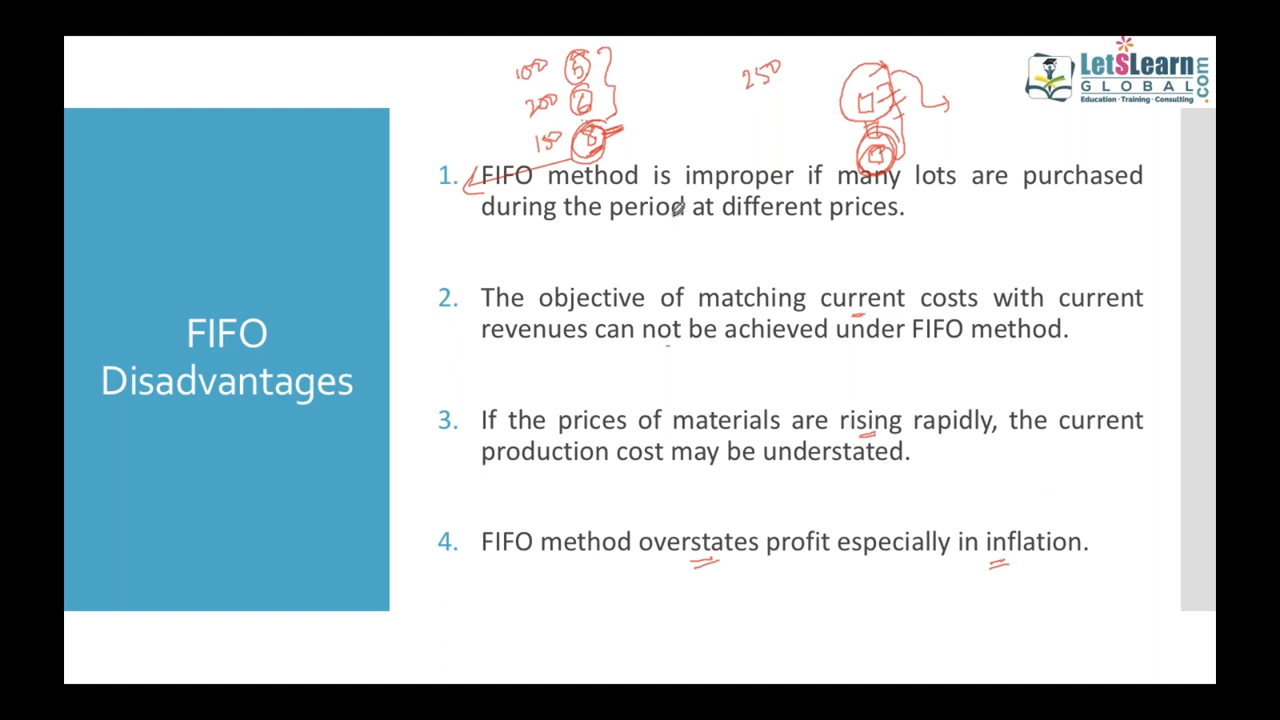 100 5
200 6
150 8
250
LetSLearn
GLOBAL
.com
Education · Training · Consulting
FIFO
Disadvantages
1. FIFO method is improper if many lots are purchased
during the period at different prices.
2. The objective of matching current costs with current
revenues can not be achieved under FIFO method.
3. If the prices of materials are rising rapidly, the current
production cost may be understated.
4. FIFO method overstates profit especially in inflation.